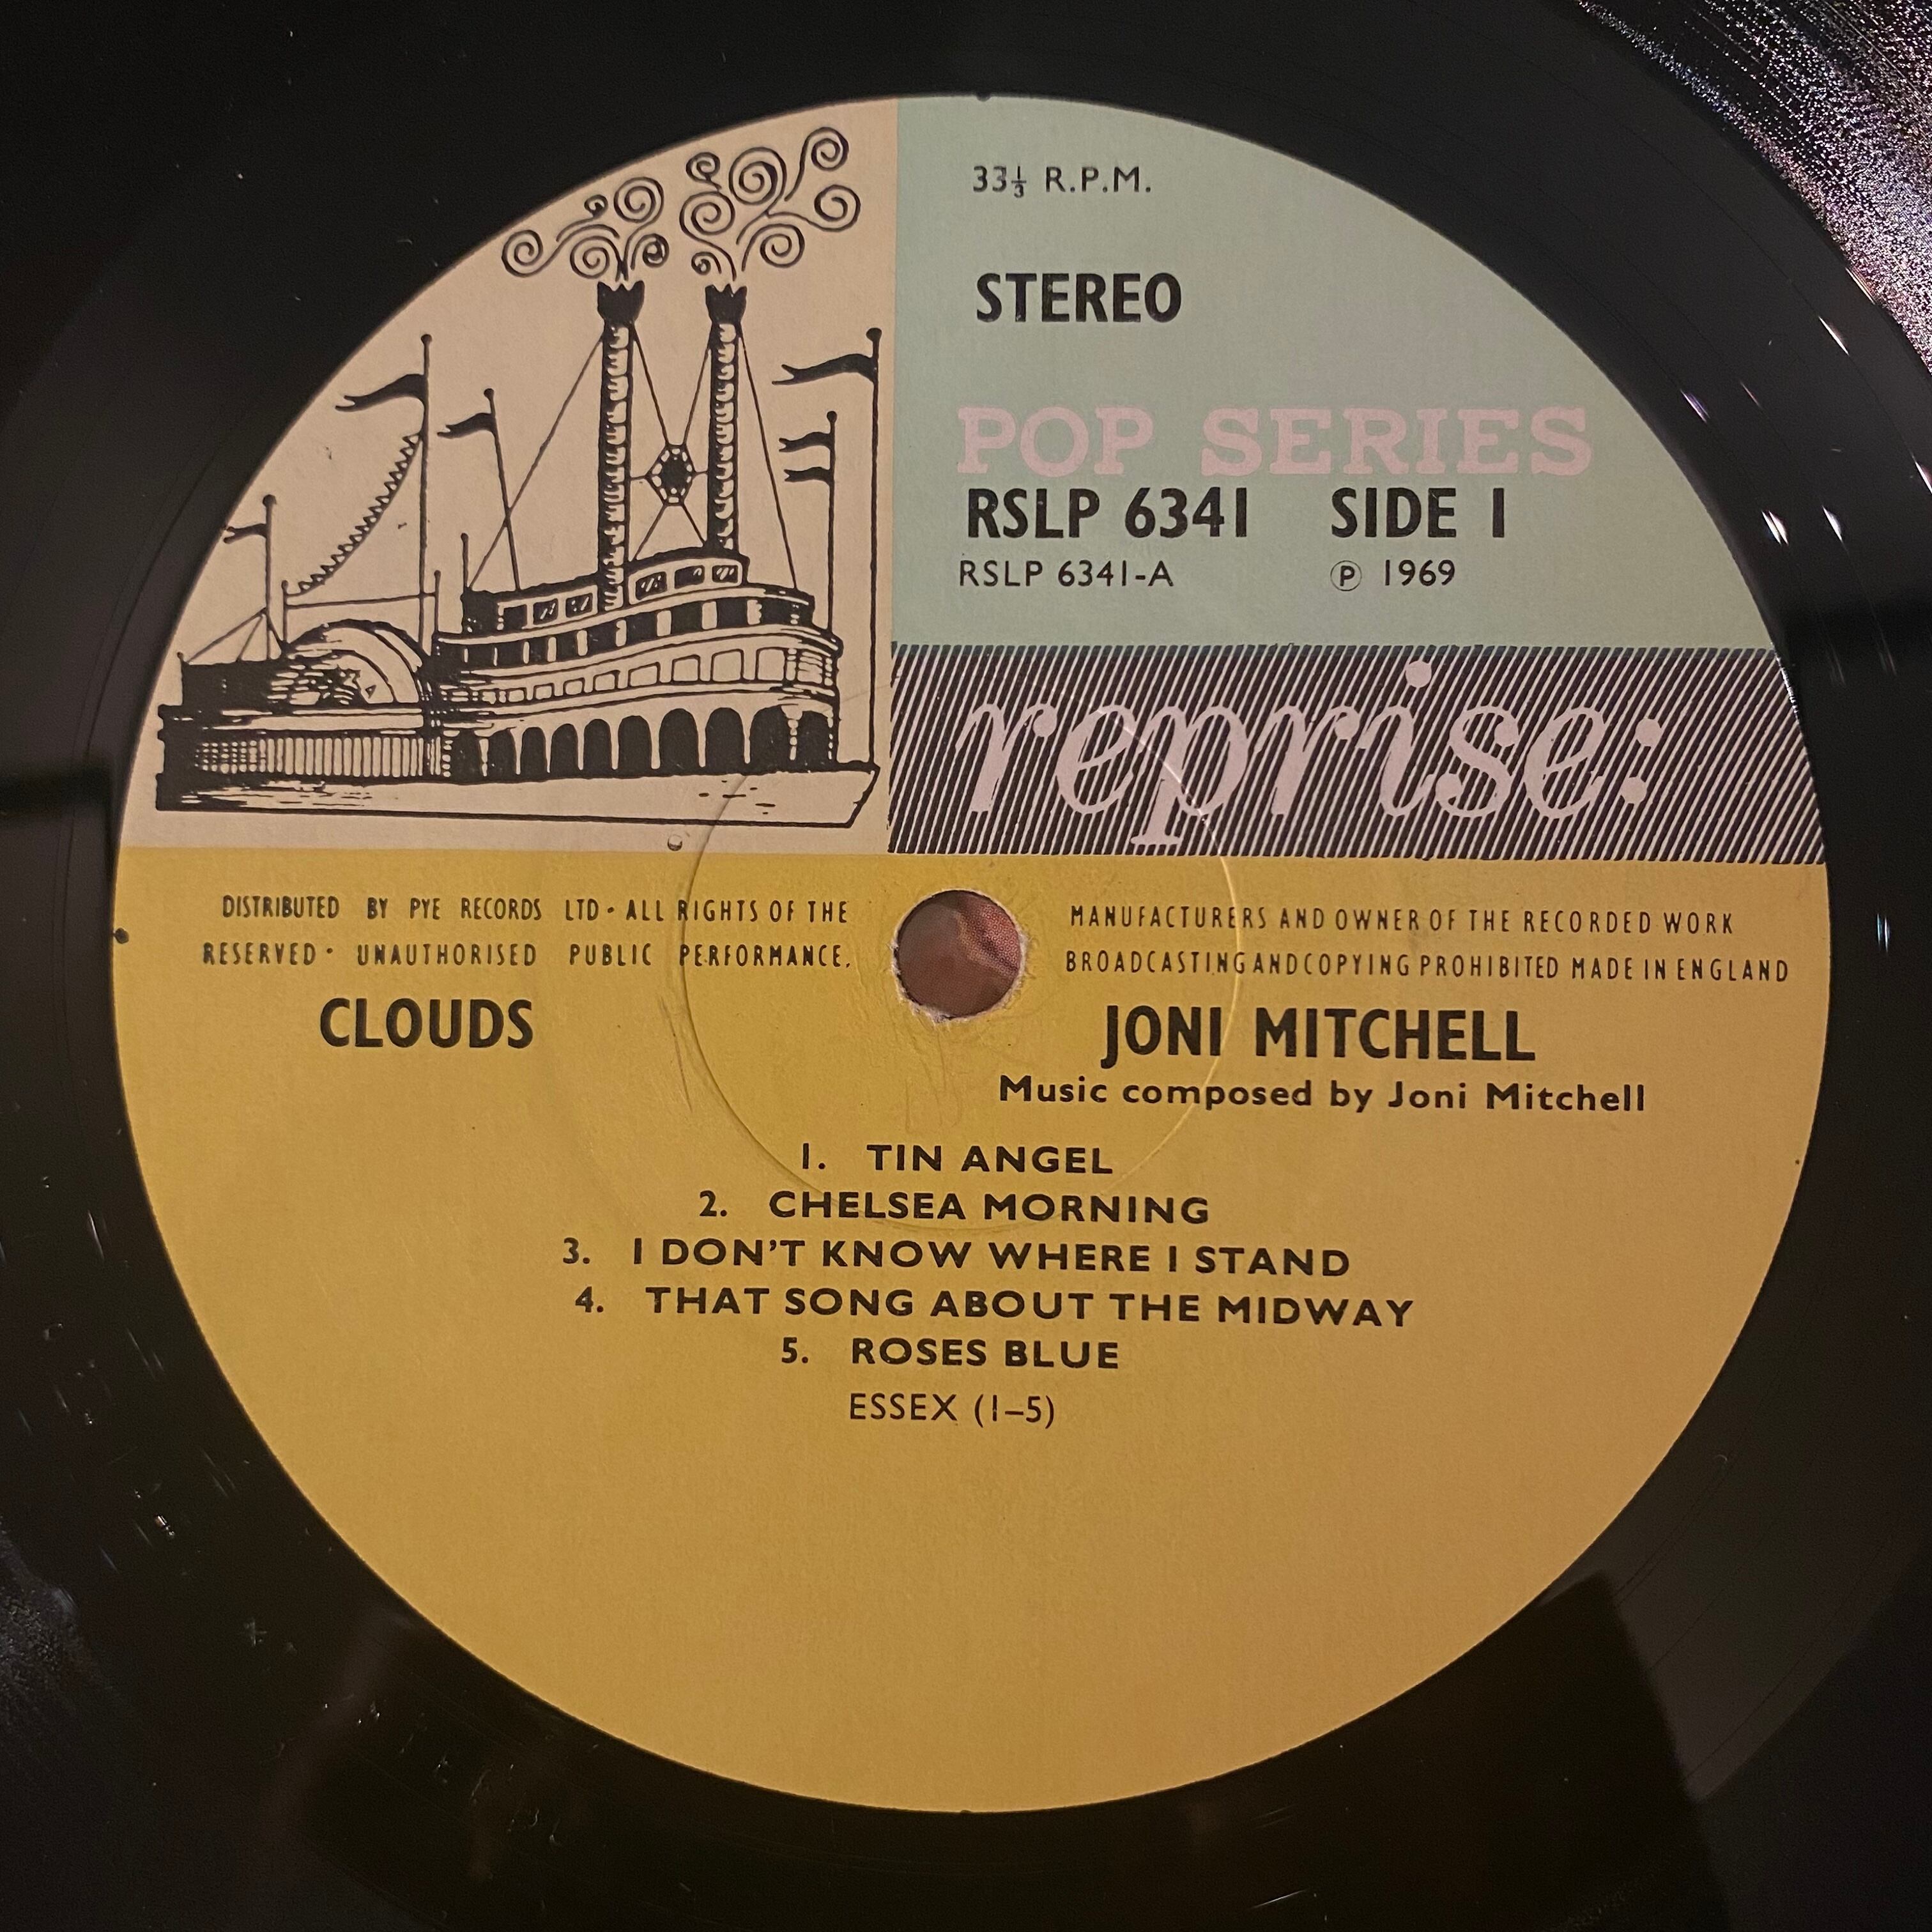 33⅓ R.P.M.
STEREO
POP SERIES
RSLP 6341 SIDE 1
RSLP 6341-A ℗ 1969
reprise:
DISTRIBUTED BY PYE RECORDS LTD · ALL RIGHTS OF THE MANUFACTURERS AND OWNER OF THE RECORDED WORK
RESERVED · UNAUTHORISED PUBLIC PERFORMANCE. BROADCASTING AND COPYING PROHIBITED MADE IN ENGLAND
CLOUDS JONI MITCHELL
Music composed by Joni Mitchell
1. TIN ANGEL
2. CHELSEA MORNING
3. I DON'T KNOW WHERE I STAND
4. THAT SONG ABOUT THE MIDWAY
5. ROSES BLUE
ESSEX (1–5)